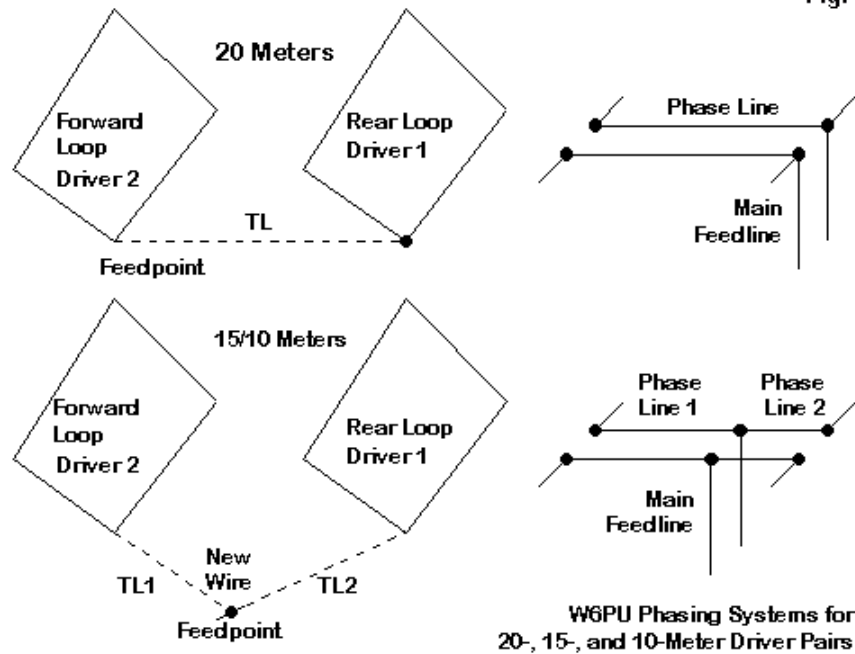 Fig.
20 Meters
Forward
Loop
Driver 2
Rear Loop
Driver 1
TL
Feedpoint
Phase Line
Main
Feedline
15/10 Meters
Forward
Loop
Driver 2
Rear Loop
Driver 1
New
Wire
TL1
TL2
Feedpoint
Phase
Line 1
Phase
Line 2
Main
Feedline
W6PU Phasing Systems for
20-, 15-, and 10-Meter Driver Pairs